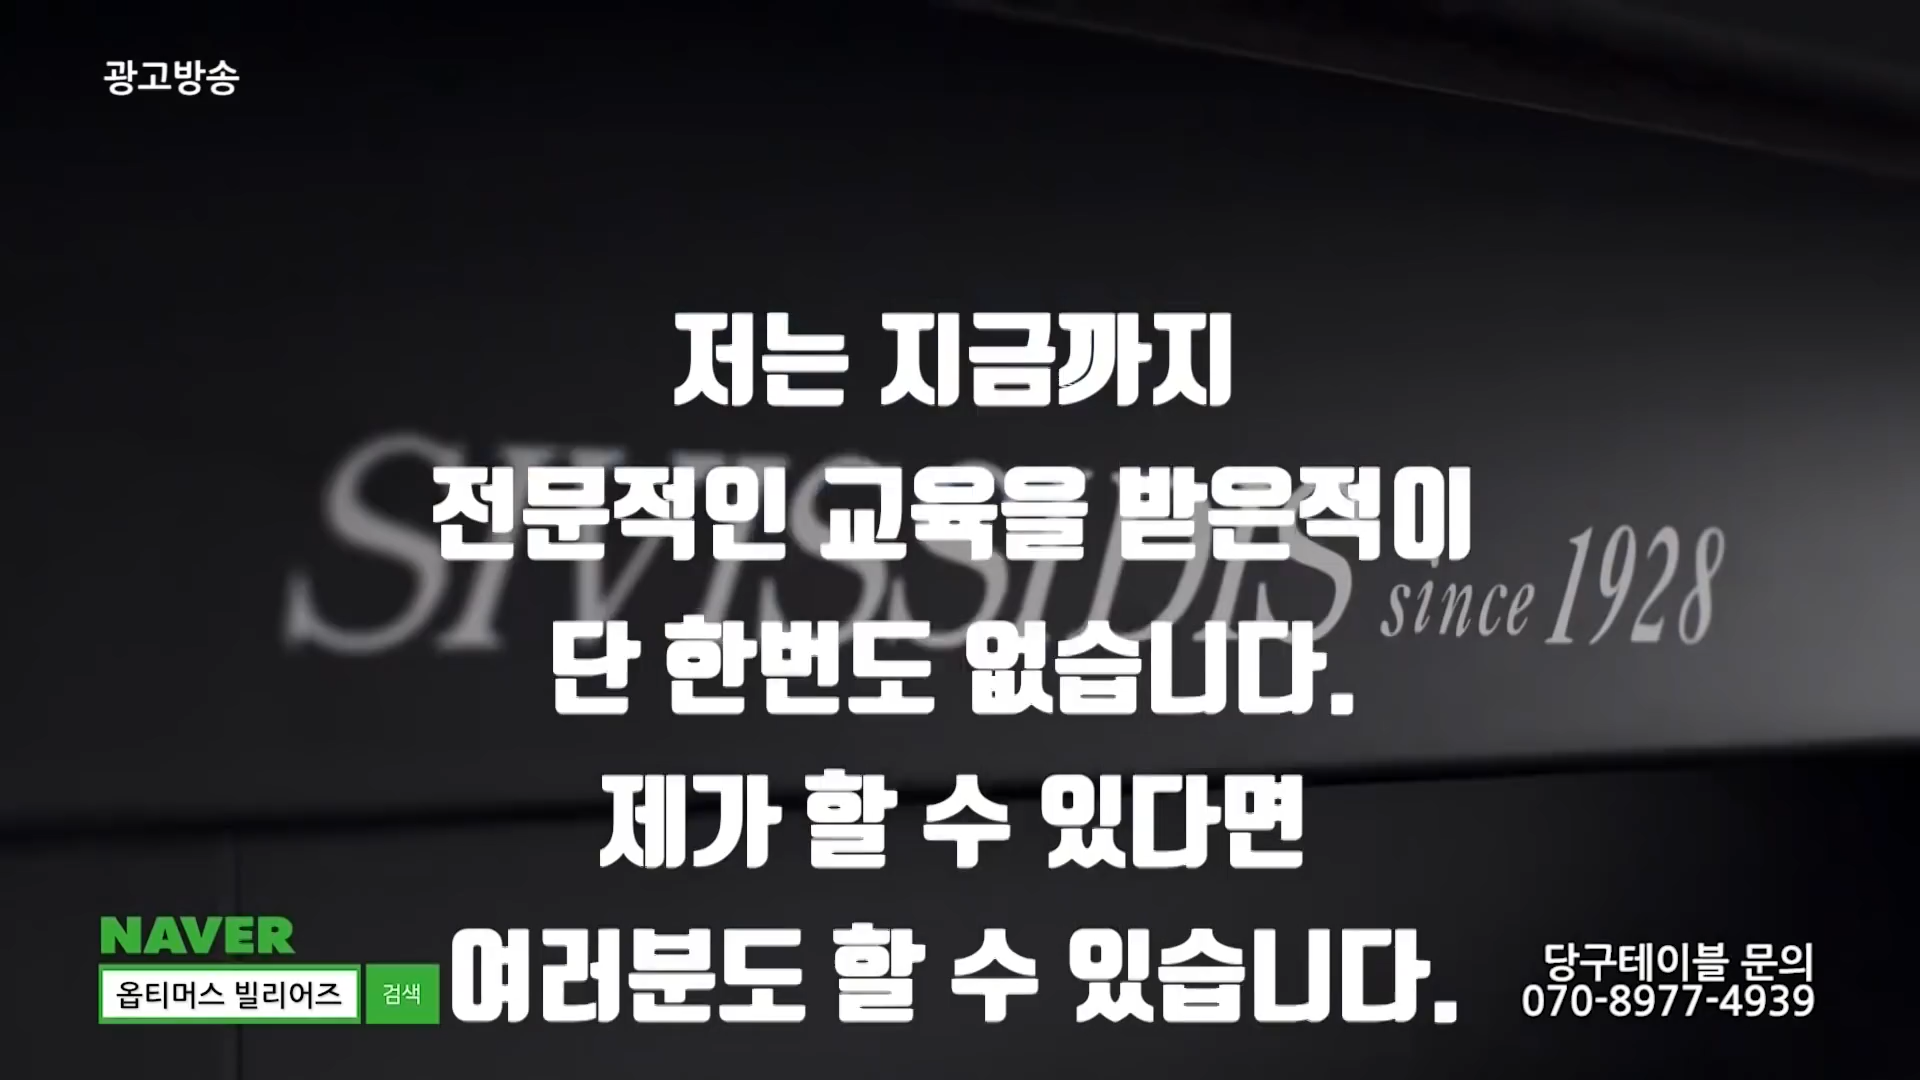 광고방송
저는 지금까지
전문적인 교육을 받은적이
SIVISSIDIS since 1928
단 한번도 없습니다.
제가 할 수 있다면
여러분도 할 수 있습니다.
NAVER
옵티머스 빌리어즈 검색
당구테이블 문의
070-8977-4939